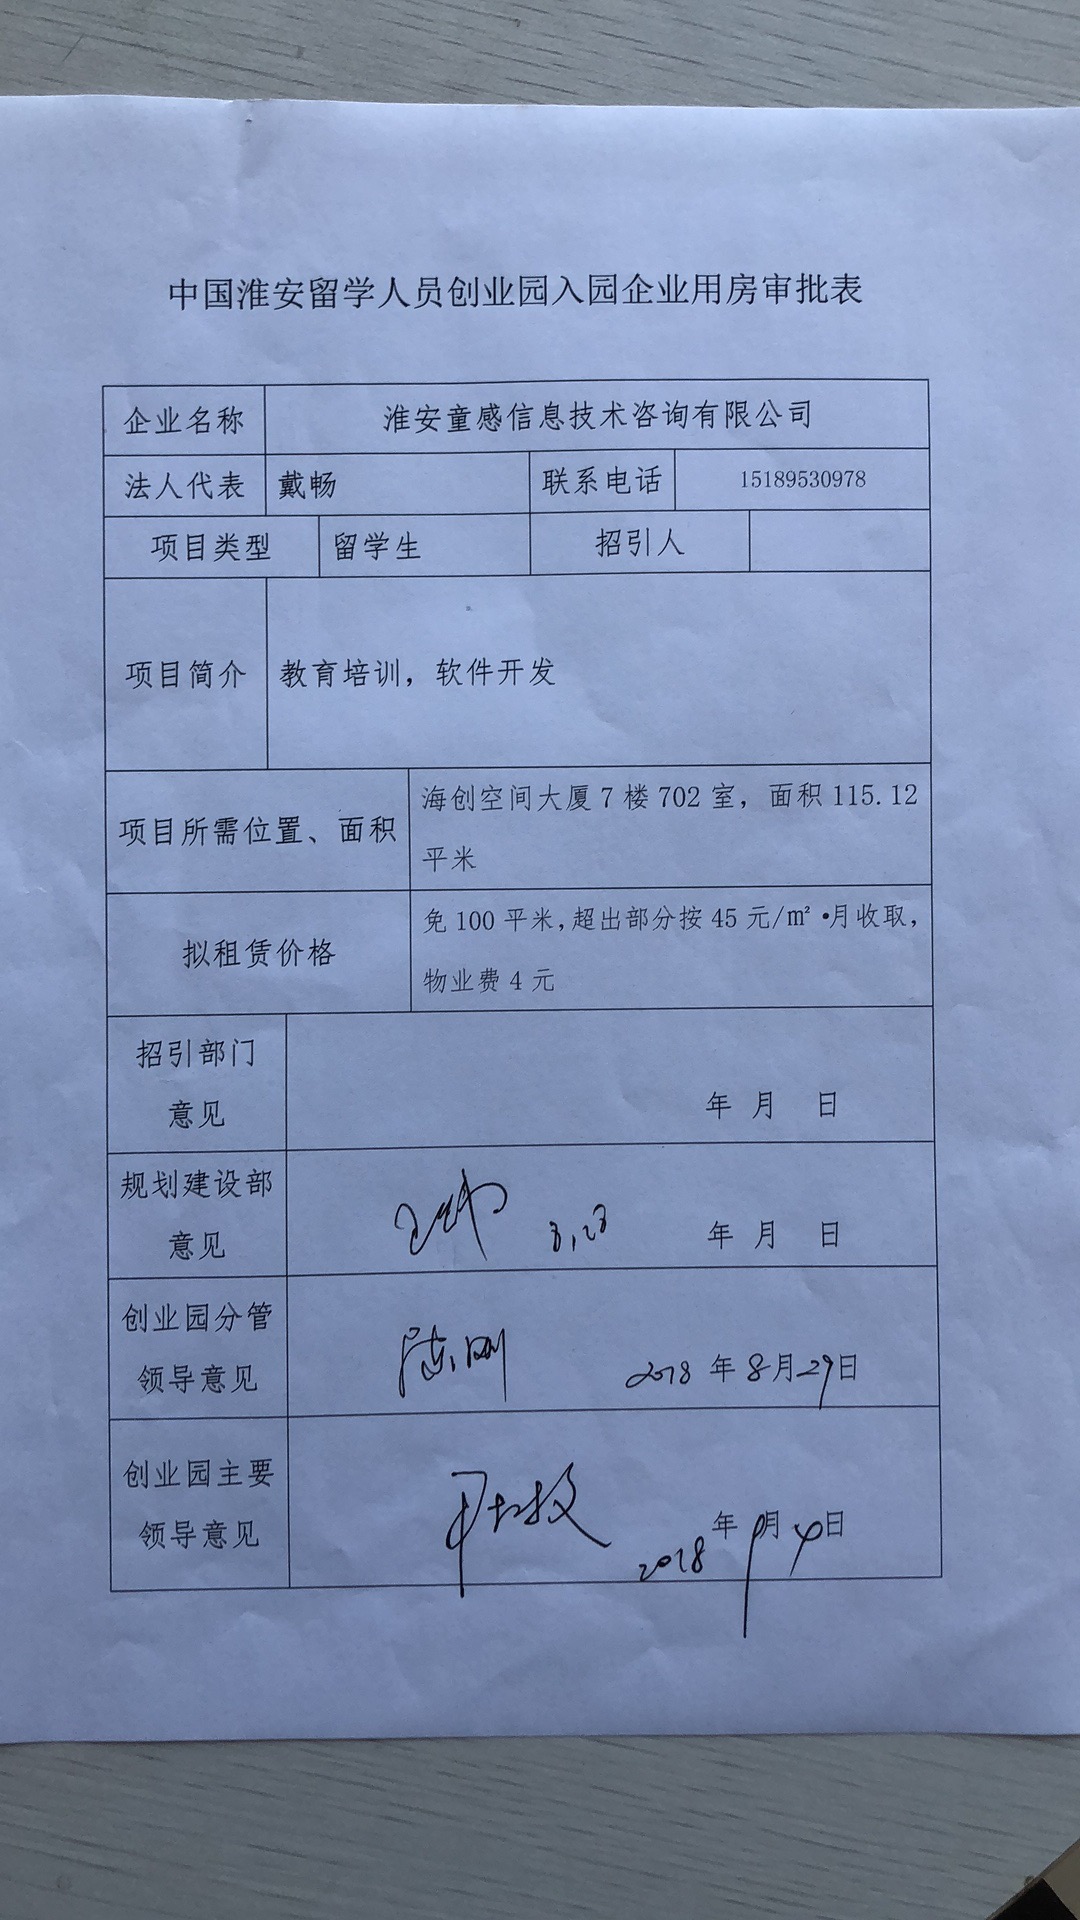 中国淮安留学人员创业园入园企业用房审批表
企业名称 淮安童感信息技术咨询有限公司
法人代表 戴畅 联系电话 15189530978
项目类型 留学生 招引人
项目简介 教育培训，软件开发
项目所需位置、面积 海创空间大厦7楼702室，面积115.12
平米
拟租赁价格 免100平米,超出部分按45元/㎡·月收取,
物业费4元
招引部门
意见 年 月 日
规划建设部
意见 8,28 年 月 日
创业园分管
领导意见 2018年8月29日
创业园主要
领导意见 2018年9月4日